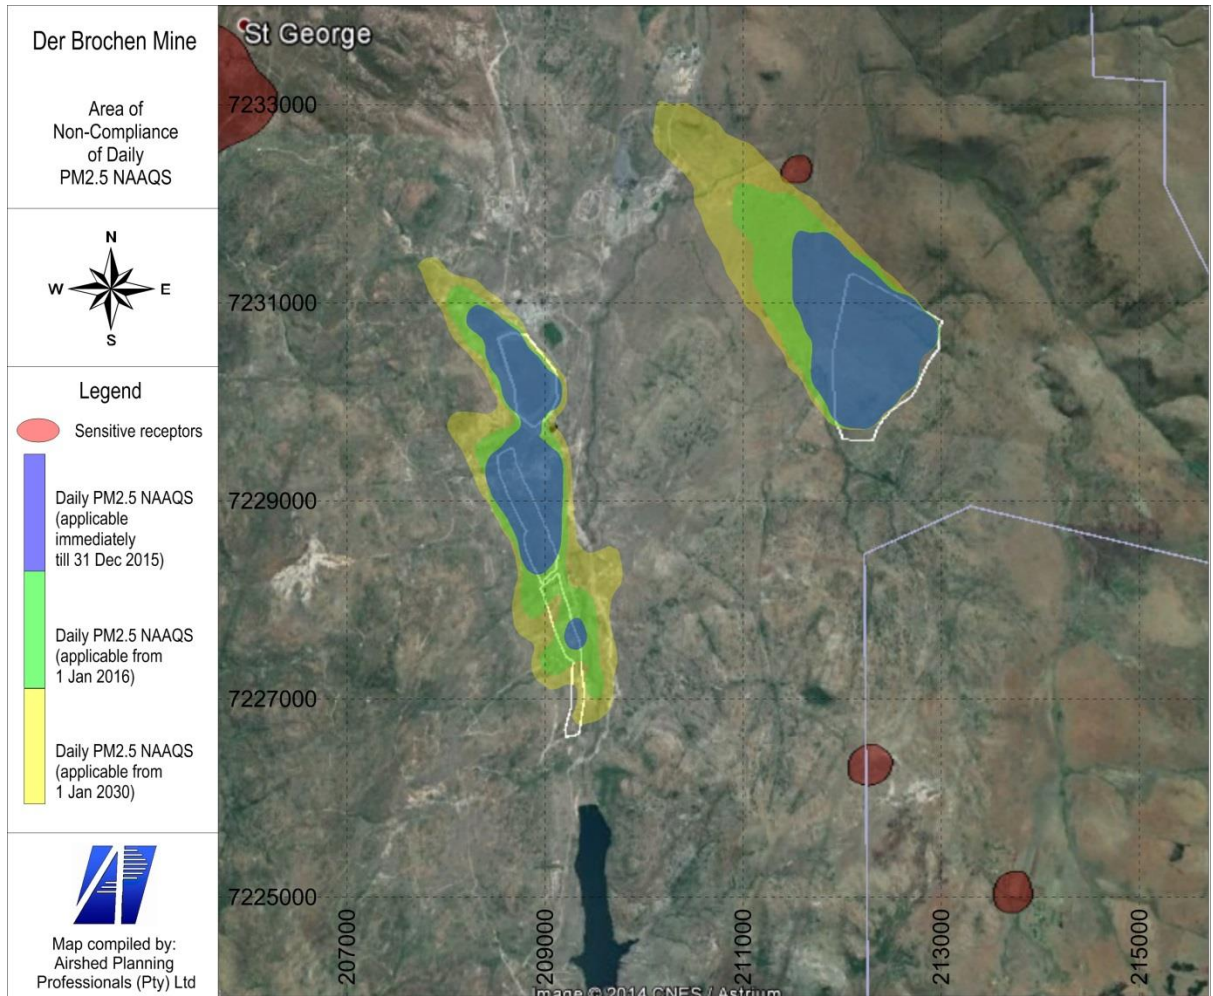 Der Brochen Mine
Area of
Non-Compliance
of Daily
PM2.5 NAAQS
N
W E
S
Legend
Sensitive receptors
Daily PM2.5 NAAQS
(applicable
immediately
till 31 Dec 2015)
Daily PM2.5 NAAQS
(applicable from
1 Jan 2016)
Daily PM2.5 NAAQS
(applicable from
1 Jan 2030)
Map compiled by:
Airshed Planning
Professionals (Pty) Ltd
St George
7233000
7231000
7229000
7227000
7225000
207000
209000
211000
213000
215000
Image © 2014 CNES / Astrium